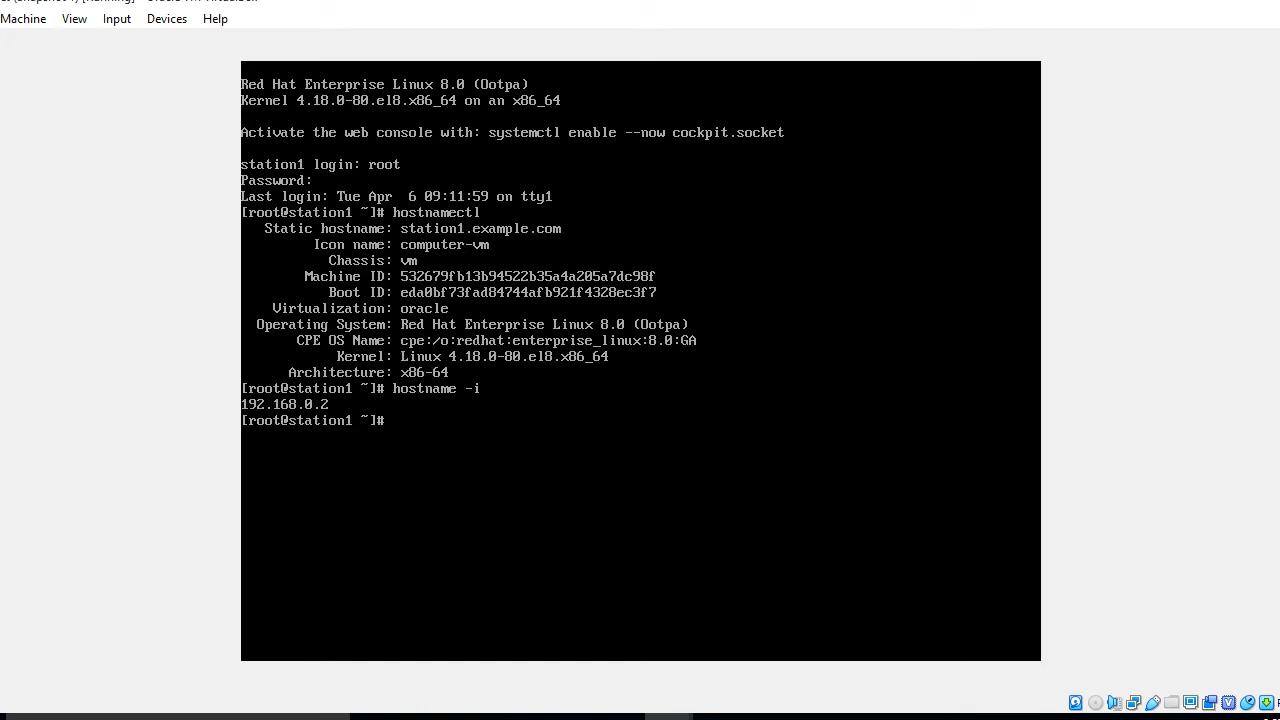 Machine View Input Devices Help
Red Hat Enterprise Linux 8.0 (Ootpa)
Kernel 4.18.0-80.el8.x86_64 on an x86_64
Activate the web console with: systemctl enable --now cockpit.socket
station1 login: root
Password:
Last login: Tue Apr  6 09:11:59 on tty1
[root@station1 ~]# hostnamectl
Static hostname: station1.example.com
Icon name: computer-vm
Chassis: vm
Machine ID: 532679fb13b94522b35a4a205a7dc98f
Boot ID: eda0bf73fad84744afb921f4328ec3f7
Virtualization: oracle
Operating System: Red Hat Enterprise Linux 8.0 (Ootpa)
CPE OS Name: cpe:/o:redhat:enterprise_linux:8.0:GA
Kernel: Linux 4.18.0-80.el8.x86_64
Architecture: x86-64
[root@station1 ~]# hostname -i
192.168.0.2
[root@station1 ~]#